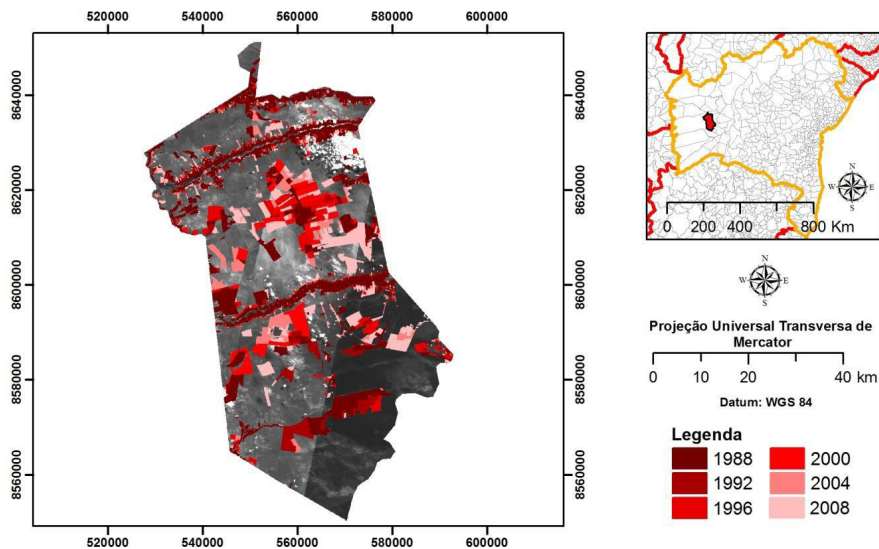 520000 540000 560000 580000 600000
8640000 8640000
8620000 8620000
8600000 8600000
8580000 8580000
8560000 8560000
520000 540000 560000 580000 600000
N
W E
S
0 200 400 800 Km
N
W E
S
Projeção Universal Transversa de
Mercator
0 10 20 40 km
Datum: WGS 84
Legenda
1988 2000
1992 2004
1996 2008